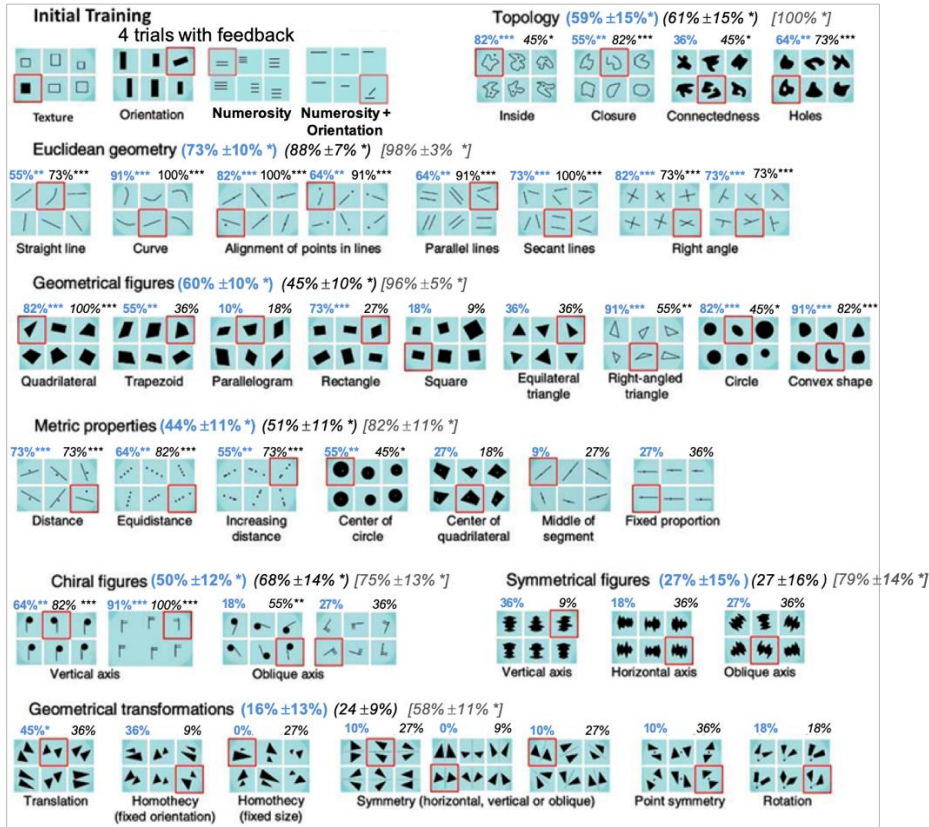 Initial Training
4 trials with feedback
Texture
Orientation
Numerosity
Numerosity +
Orientation
Topology (59% ±15%*) (61% ±15% *) [100% *]
82%*** 45%* 55%** 82%*** 36% 45%* 64%** 73%***
Inside Closure Connectedness Holes
Euclidean geometry (73% ±10% *) (88% ±7% *) [98% ±3% *]
55%** 73%*** 91%*** 100%*** 82%*** 100%*** 64%** 91%*** 64%** 91%*** 73%*** 100%*** 82%*** 73%*** 73%*** 73%***
Straight line Curve Alignment of points in lines Parallel lines Secant lines Right angle
Geometrical figures (60% ±10% *) (45% ±10% *) [96% ±5% *]
82%*** 100%*** 55%** 36% 10% 18% 73%*** 27% 18% 9% 36% 36% 91%*** 55%** 82%*** 45%* 91%*** 82%***
Quadrilateral Trapezoid Parallelogram Rectangle Square Equilateral Right-angled Circle Convex shape
triangle triangle
Metric properties (44% ±11% *) (51% ±11% *) [82% ±11% *]
73%*** 73%*** 64%** 82%*** 55%** 73%*** 55%** 45%* 27% 18% 9% 27% 27% 36%
Distance Equidistance Increasing Center of Center of Middle of Fixed proportion
distance circle quadrilateral segment
Chiral figures (50% ±12% *) (68% ±14% *) [75% ±13% *]
64%** 82% *** 91%*** 100%*** 18% 55%** 27% 36%
Vertical axis Oblique axis
Symmetrical figures (27% ±15% ) (27 ±16% ) [79% ±14% *]
36% 9% 18% 36% 27% 36%
Vertical axis Horizontal axis Oblique axis
Geometrical transformations (16% ±13%) (24 ±9%) [58% ±11% *]
45%* 36% 36% 9% 0% 27% 10% 27% 0% 9% 10% 27% 10% 36% 18% 18%
Translation Homothecy Homothecy Symmetry (horizontal, vertical or oblique) Point symmetry Rotation
(fixed orientation) (fixed size)